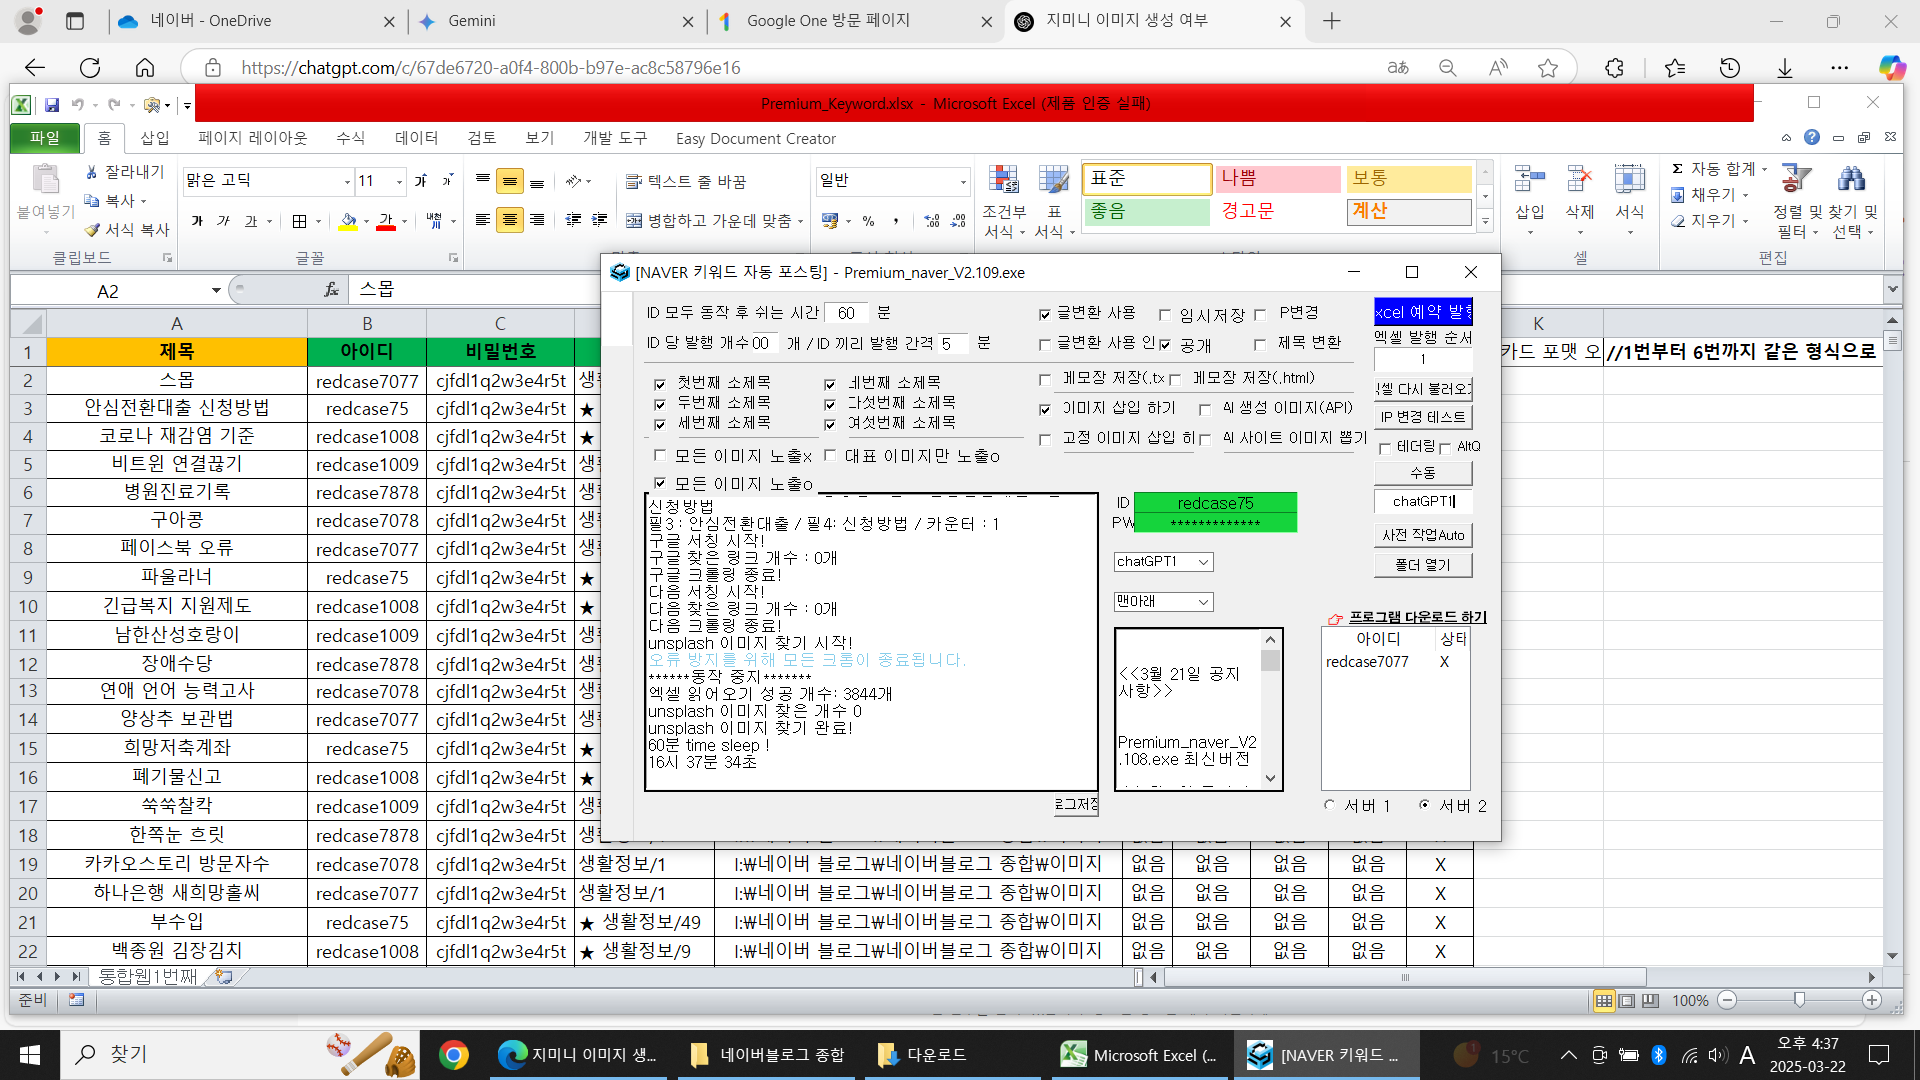 네이버 - OneDrive
Gemini
Google One 방문 페이지
지미니 이미지 생성 여부
https://chatgpt.com/c/67de6720-a0f4-800b-b97e-ac8c58796e16
Premium_Keyword.xlsx - Microsoft Excel (제품 인증 실패)
파일 홈 삽입 페이지 레이아웃 수식 데이터 검토 보기 개발 도구 Easy Document Creator
붙여넣기
잘라내기
복사
서식 복사
클립보드
맑은 고딕 11
가 가 가
글꼴
텍스트 줄 바꿈
병합하고 가운데 맞춤
일반
조건부 서식
표 서식
표준 나쁨 보통
좋음 경고문 계산
삽입 삭제 서식
셀
자동 합계
채우기
지우기
정렬 및 필터
찾기 및 선택
편집
A2 fx 스몹
A B C K
1 제목 아이디 비밀번호
카드 포맷 오 //1번부터 6번까지 같은 형식으로
2 스몹 redcase7077 cjfdl1q2w3e4r5t 생활
3 안심전환대출 신청방법 redcase75 cjfdl1q2w3e4r5t ★
4 코로나 재감염 기준 redcase1008 cjfdl1q2w3e4r5t ★
5 비트윈 연결끊기 redcase1009 cjfdl1q2w3e4r5t 생활
6 병원진료기록 redcase7878 cjfdl1q2w3e4r5t 생활
7 구아콩 redcase7078 cjfdl1q2w3e4r5t 생활
8 페이스북 오류 redcase7077 cjfdl1q2w3e4r5t 생활
9 파울라너 redcase75 cjfdl1q2w3e4r5t ★
10 긴급복지 지원제도 redcase1008 cjfdl1q2w3e4r5t ★
11 남한산성호랑이 redcase1009 cjfdl1q2w3e4r5t 생활
12 장애수당 redcase7878 cjfdl1q2w3e4r5t 생활
13 연애 언어 능력고사 redcase7078 cjfdl1q2w3e4r5t 생활
14 양상추 보관법 redcase7077 cjfdl1q2w3e4r5t 생활
15 희망저축계좌 redcase75 cjfdl1q2w3e4r5t ★
16 폐기물신고 redcase1008 cjfdl1q2w3e4r5t ★
17 쑥쑥찰칵 redcase1009 cjfdl1q2w3e4r5t 생활
18 한쪽눈 흐릿 redcase7878 cjfdl1q2w3e4r5t 생활
19 카카오스토리 방문자수 redcase7078 cjfdl1q2w3e4r5t 생활정보/1 I:₩네이버 블로그₩네이버블로그 종합₩이미지 없음 없음 없음 없음 X
20 하나은행 새희망홀씨 redcase7077 cjfdl1q2w3e4r5t 생활정보/1 I:₩네이버 블로그₩네이버블로그 종합₩이미지 없음 없음 없음 없음 X
21 부수입 redcase75 cjfdl1q2w3e4r5t ★ 생활정보/49 I:₩네이버 블로그₩네이버블로그 종합₩이미지 없음 없음 없음 없음 X
22 백종원 김장김치 redcase1008 cjfdl1q2w3e4r5t ★ 생활정보/9 I:₩네이버 블로그₩네이버블로그 종합₩이미지 없음 없음 없음 없음 X
[NAVER 키워드 자동 포스팅] - Premium_naver_V2.109.exe
ID 모두 동작 후 쉬는 시간 60 분
ID 당 발행 개수 00 개 / ID 끼리 발행 간격 5 분
글변환 사용 임시저장 P변경
글변환 사용 인 공개 제목 변환
메모장 저장(.tx 메모장 저장(.html)
이미지 삽입 하기 AI 생성 이미지(API)
고정 이미지 삽입 AI 사이트 이미지 뽑기
첫번째 소제목 네번째 소제목
두번째 소제목 다섯번째 소제목
세번째 소제목 여섯번째 소제목
모든 이미지 노출x 대표 이미지만 노출o
모든 이미지 노출o
xcel 예약 발행
엑셀 발행 순서
1
엑셀 다시 불러오기
IP 변경 테스트
테더링 AltQ
수동
chatGPT1
사전 작업Auto
폴더 열기
신청방법
필3 : 안심전환대출 / 필4: 신청방법 / 카운터 : 1
구글 서칭 시작!
구글 찾은 링크 개수 : 0개
구글 크롤링 종료!
다음 서칭 시작!
다음 찾은 링크 개수 : 0개
다음 크롤링 종료!
unsplash 이미지 찾기 시작!
오류 방지를 위해 모든 크롬이 종료됩니다.
******동작 중지*******
엑셀 읽어오기 성공 개수: 3844개
unsplash 이미지 찾은 개수 0
unsplash 이미지 찾기 완료!
60분 time sleep !
16시 37분 34초
로그저장
ID redcase75
PW *************
chatGPT1
맨아래
<<3월 21일 공지사항>>
Premium_naver_V2
.108.exe 최신버전
프로그램 다운로드 하기
아이디 상태
redcase7077 X
서버 1 서버 2
통합웹1번째
준비
100%
찾기
지미니 이미지 생...
네이버블로그 종합
다운로드
Microsoft Excel (...
[NAVER 키워드 ...
15°C
A
오후 4:37
2025-03-22